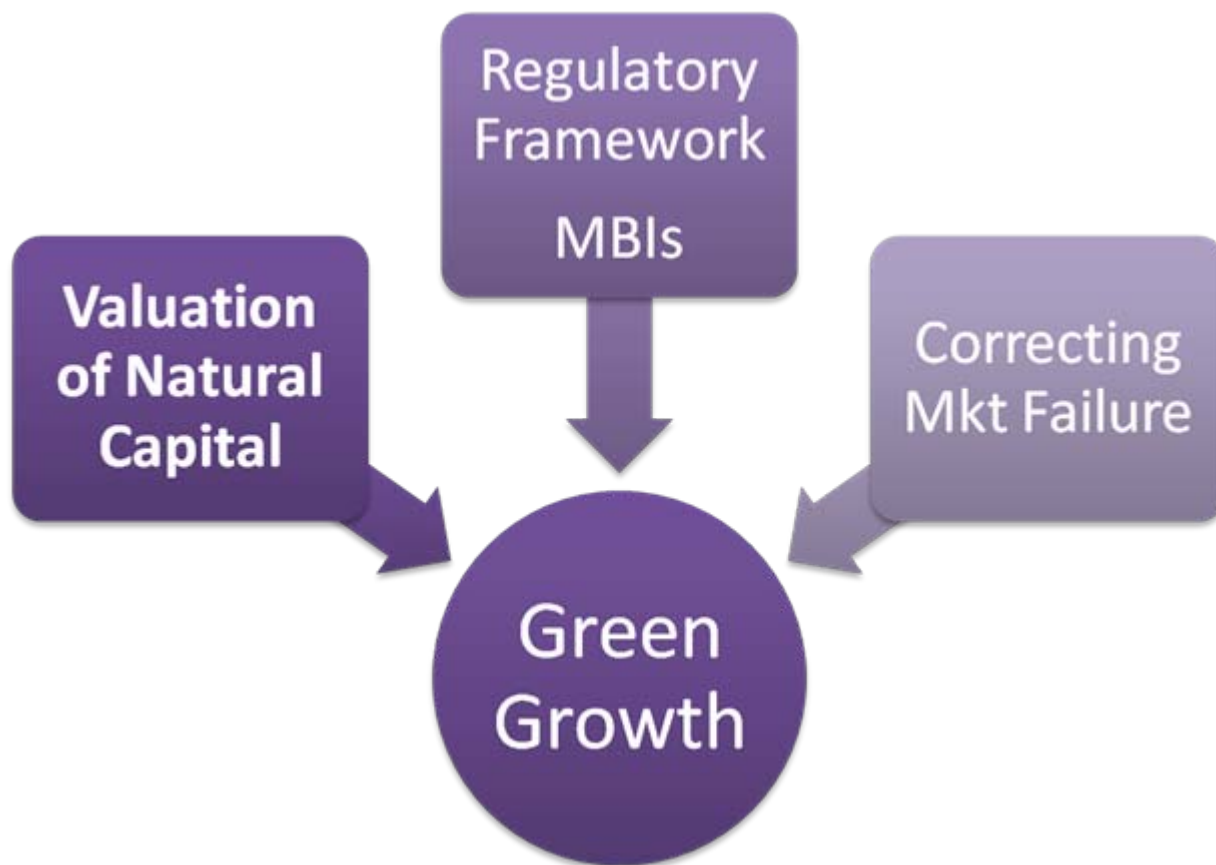 Regulatory
Framework
MBIs
Valuation
of Natural
Capital
Correcting
Mkt Failure
Green
Growth